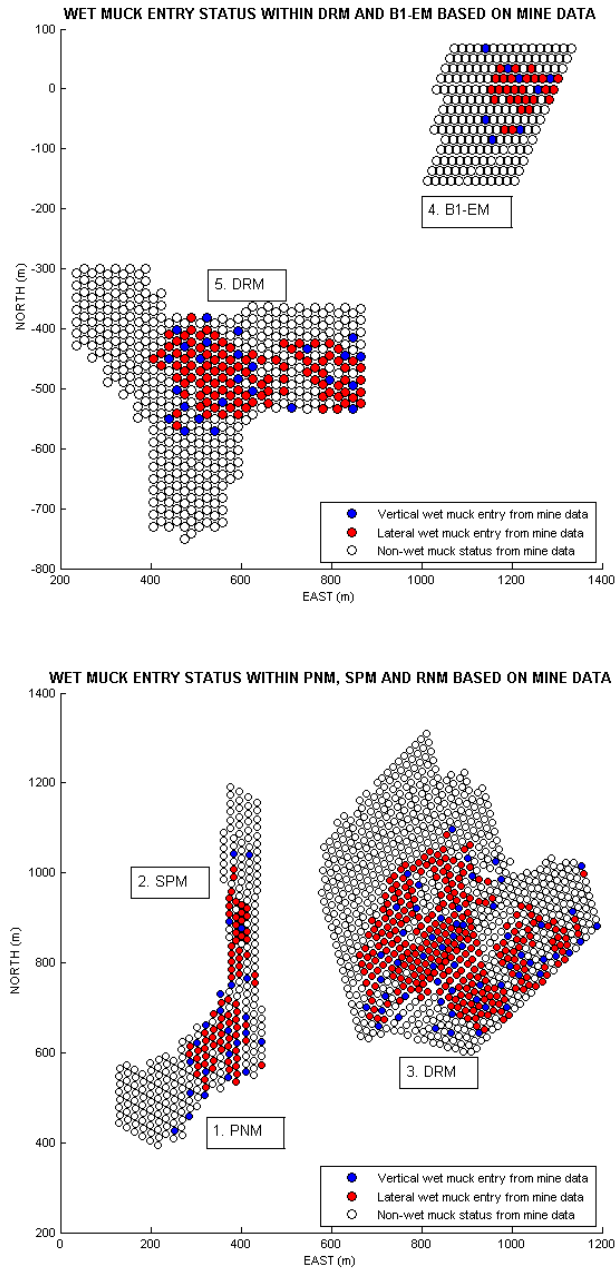 WET MUCK ENTRY STATUS WITHIN DRM AND B1-EM BASED ON MINE DATA
100
0
-100
-200
-300
-400
-500
-600
-700
-800
NORTH (m)
4. B1-EM
5. DRM
Vertical wet muck entry from mine data
Lateral wet muck entry from mine data
Non-wet muck status from mine data
200 400 600 800 1000 1200 1400
EAST (m)
WET MUCK ENTRY STATUS WITHIN PNM, SPM AND RNM BASED ON MINE DATA
1400
1200
1000
800
600
400
200
NORTH (m)
2. SPM
3. DRM
1. PNM
Vertical wet muck entry from mine data
Lateral wet muck entry from mine data
Non-wet muck status from mine data
0 200 400 600 800 1000 1200
EAST (m)